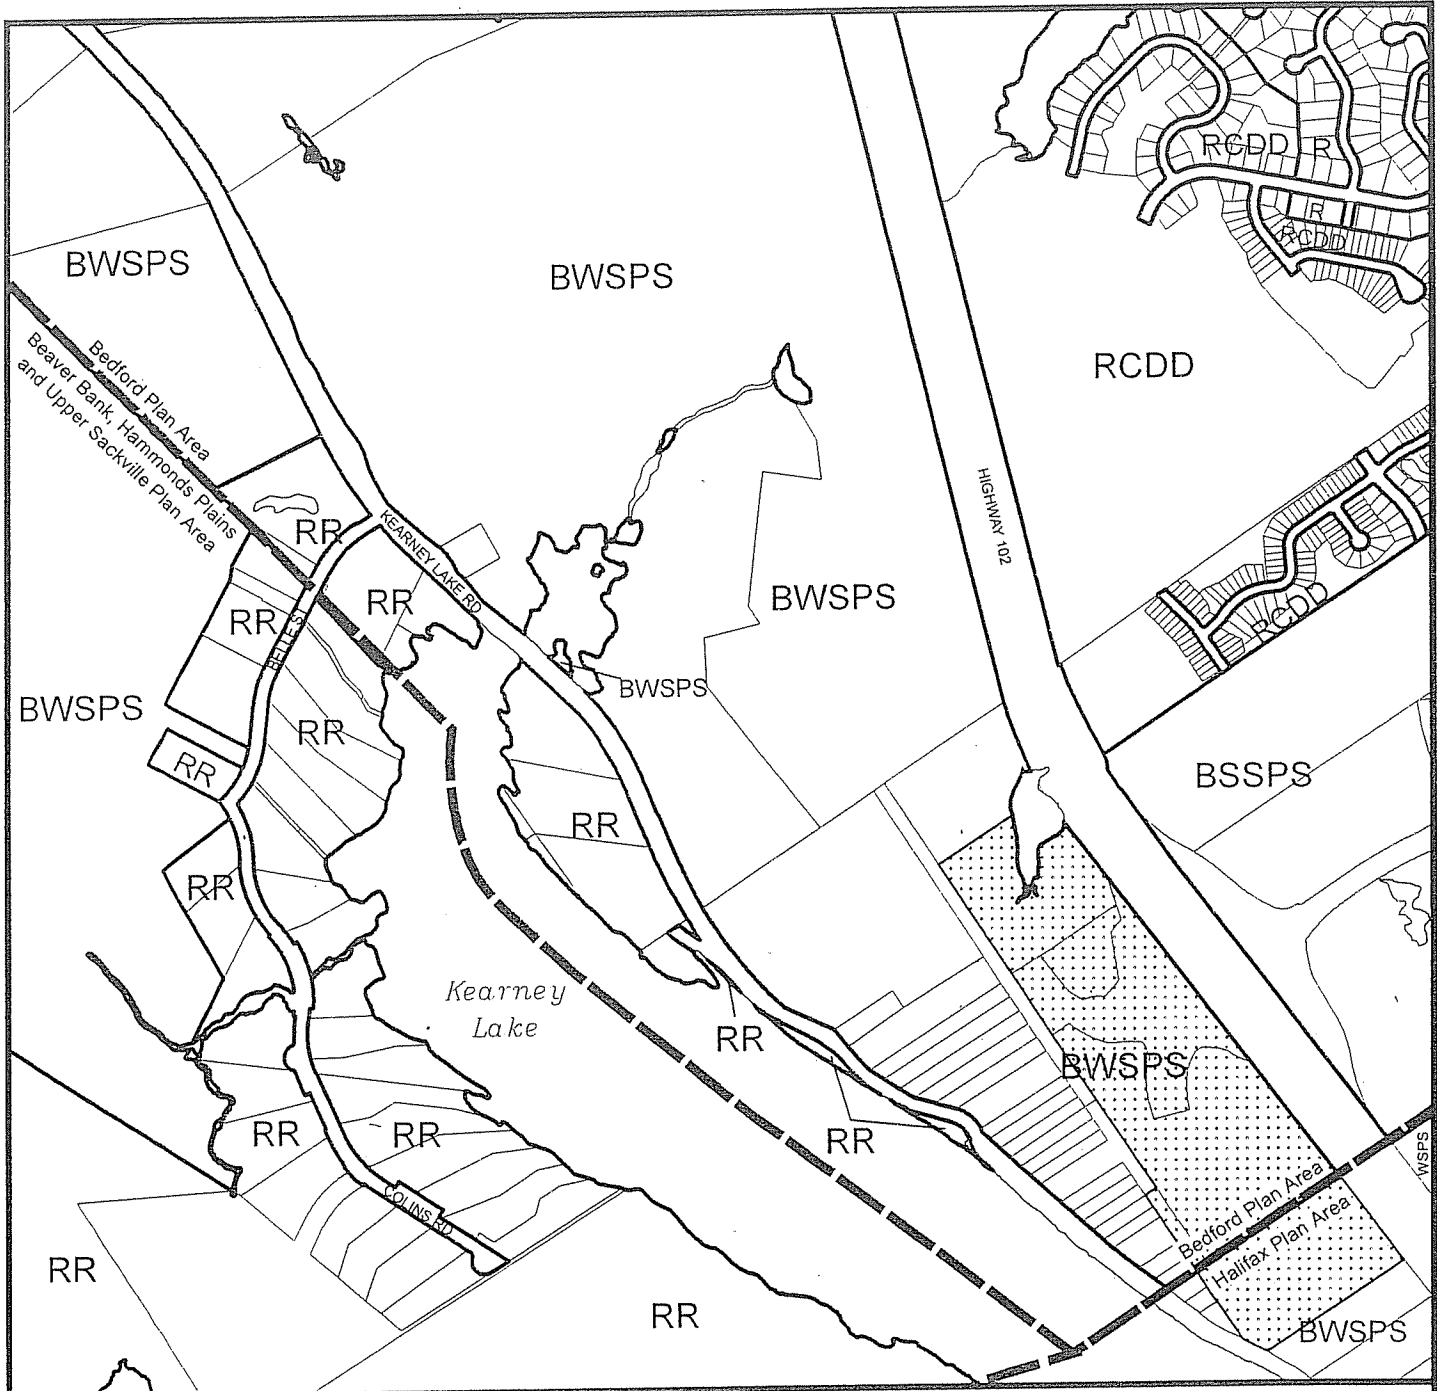 RCDD
R
R
RCDD
BWSPS
BWSPS
RCDD
Bedford Plan Area
Beaver Bank, Hammonds Plains
and Upper Sackville Plan Area
HIGHWAY 102
RR
KEARNEY LAKE RD
RR
BWSPS
RCDD
RR
BELLE ST
BWSPS
BWSPS
RR
RR
BSSPS
RR
RR
Kearney
Lake
RR
BWSPS
RR
RR
RR
WSPS
COLINS RD
Bedford Plan Area
Halifax Plan Area
RR
RR
BWSPS